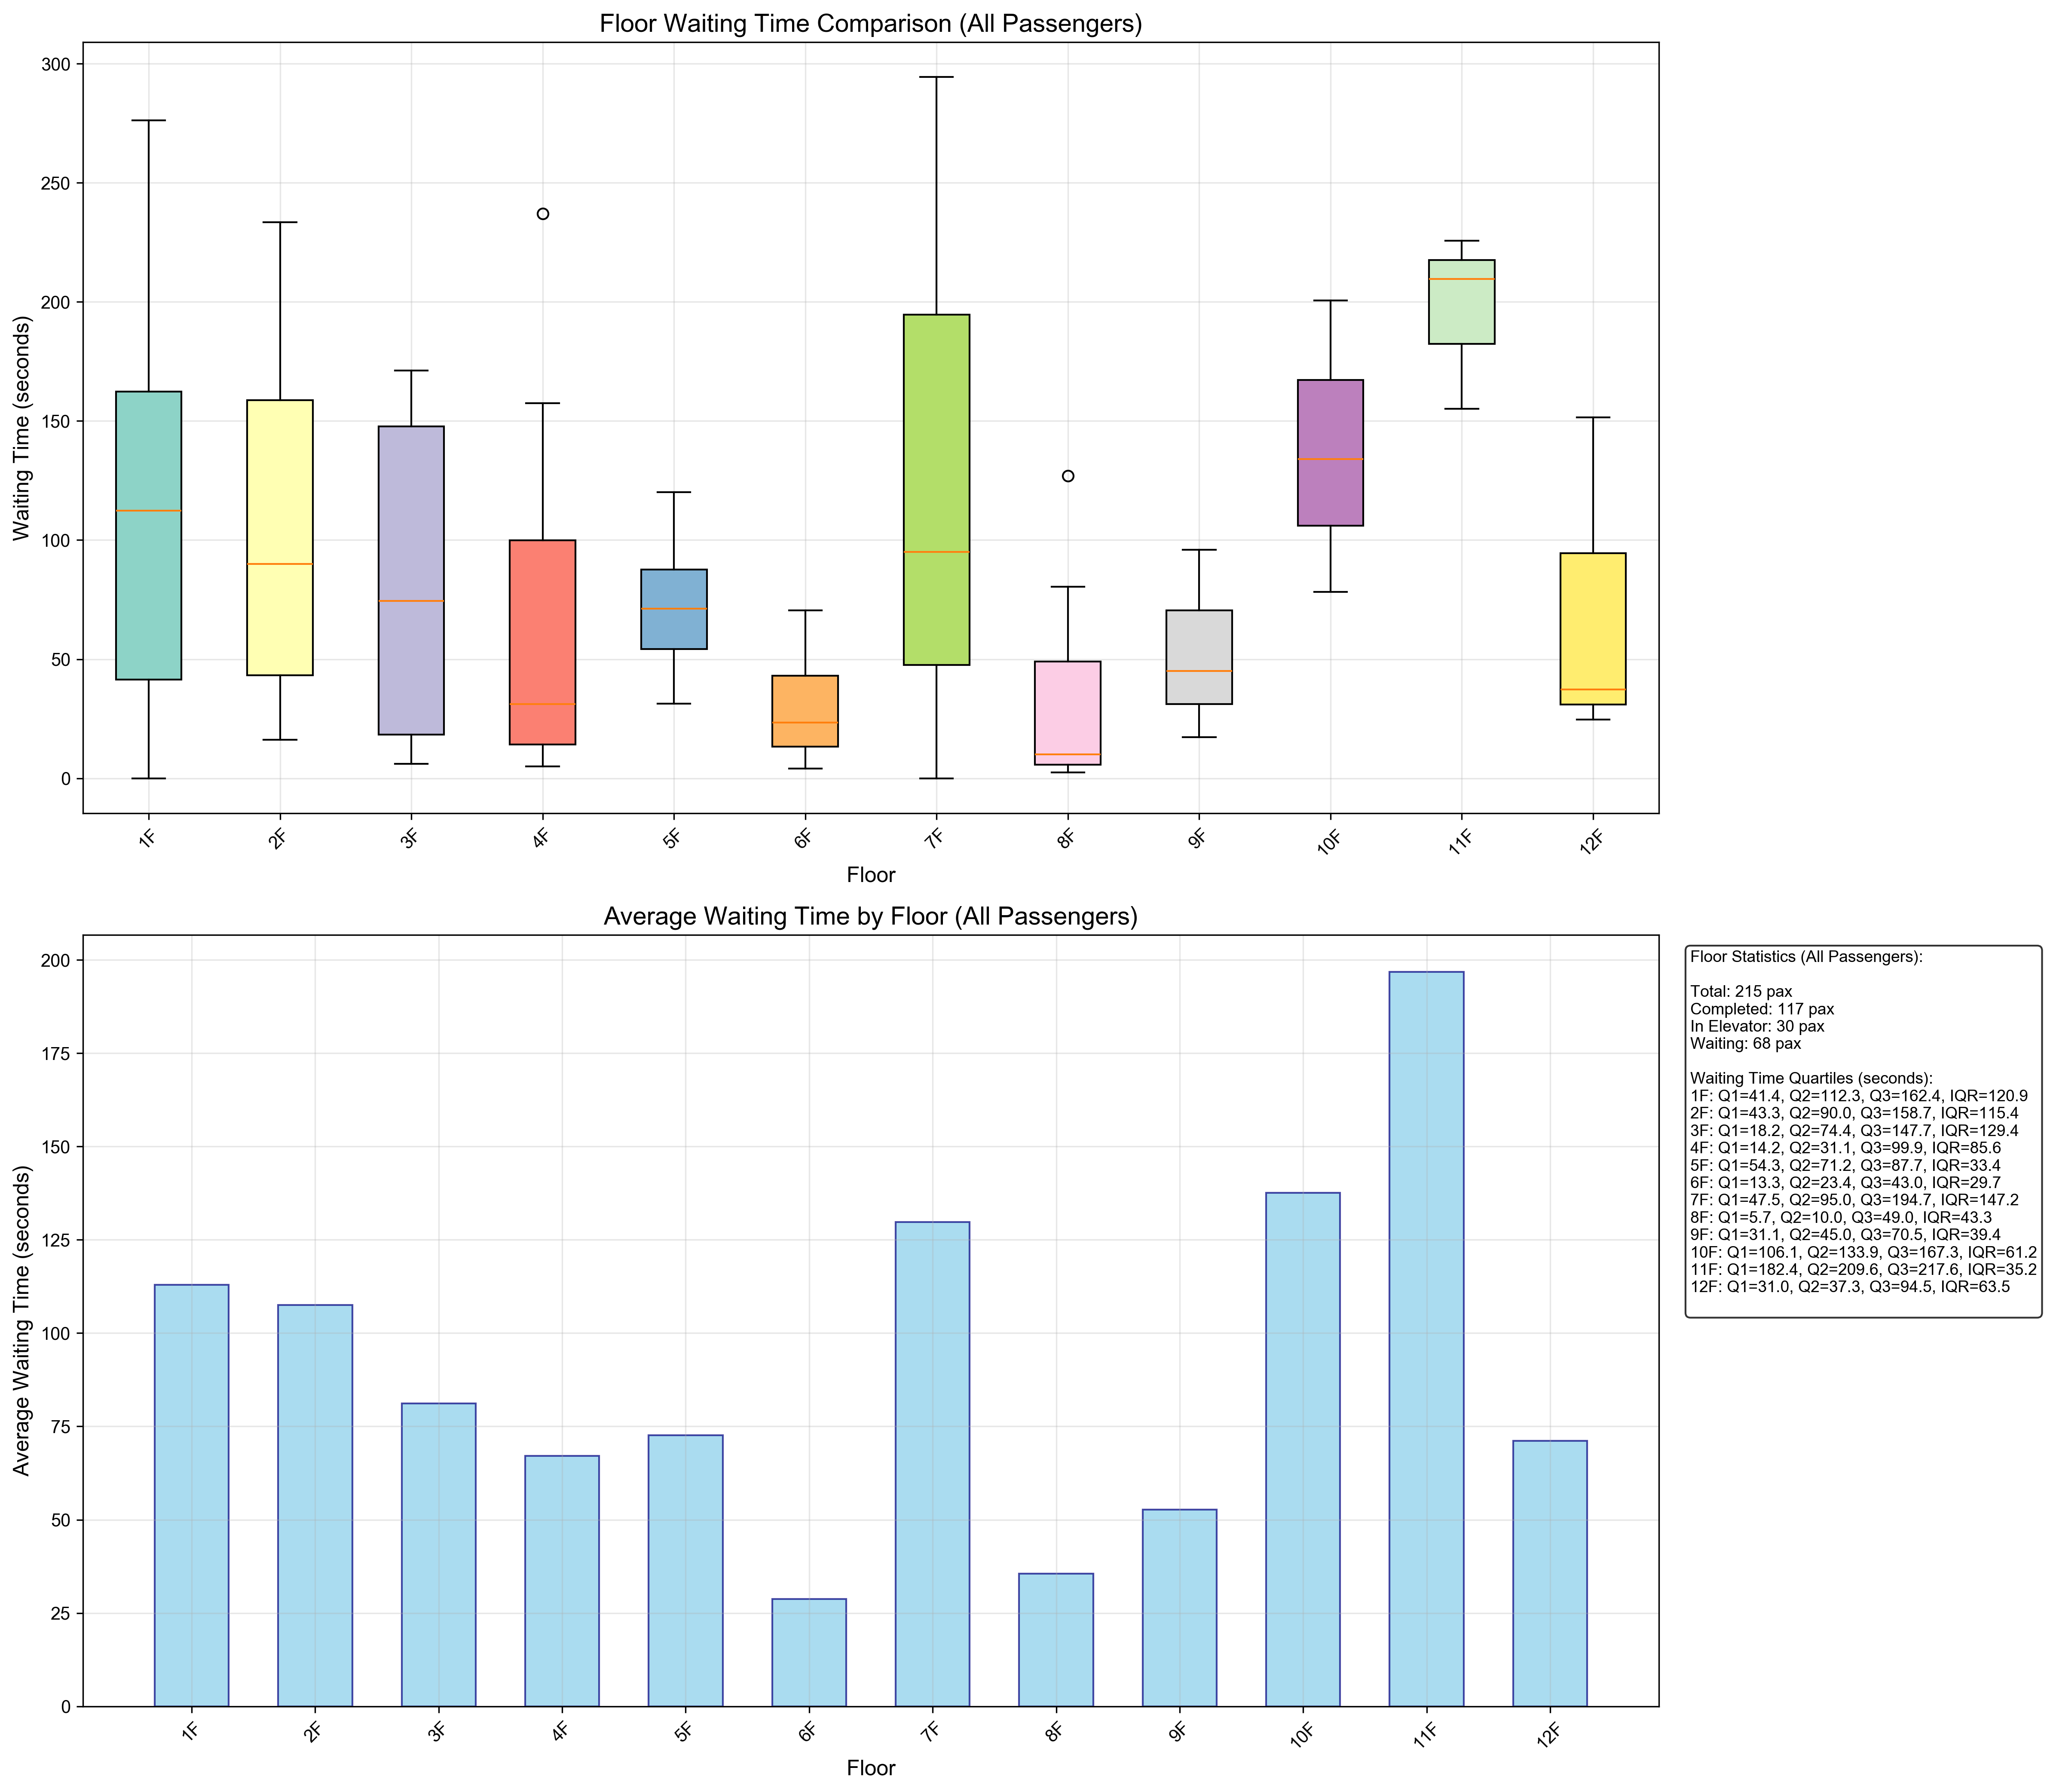 Floor Waiting Time Comparison (All Passengers)
300
250
200
150
100
50
0
Waiting Time (seconds)
1F 2F 3F 4F 5F 6F 7F 8F 9F 10F 11F 12F
Floor
Average Waiting Time by Floor (All Passengers)
200
175
150
125
100
75
50
25
0
Average Waiting Time (seconds)
1F 2F 3F 4F 5F 6F 7F 8F 9F 10F 11F 12F
Floor
Floor Statistics (All Passengers):
Total: 215 pax
Completed: 117 pax
In Elevator: 30 pax
Waiting: 68 pax
Waiting Time Quartiles (seconds):
1F: Q1=41.4, Q2=112.3, Q3=162.4, IQR=120.9
2F: Q1=43.3, Q2=90.0, Q3=158.7, IQR=115.4
3F: Q1=18.2, Q2=74.4, Q3=147.7, IQR=129.4
4F: Q1=14.2, Q2=31.1, Q3=99.9, IQR=85.6
5F: Q1=54.3, Q2=71.2, Q3=87.7, IQR=33.4
6F: Q1=13.3, Q2=23.4, Q3=43.0, IQR=29.7
7F: Q1=47.5, Q2=95.0, Q3=194.7, IQR=147.2
8F: Q1=5.7, Q2=10.0, Q3=49.0, IQR=43.3
9F: Q1=31.1, Q2=45.0, Q3=70.5, IQR=39.4
10F: Q1=106.1, Q2=133.9, Q3=167.3, IQR=61.2
11F: Q1=182.4, Q2=209.6, Q3=217.6, IQR=35.2
12F: Q1=31.0, Q2=37.3, Q3=94.5, IQR=63.5